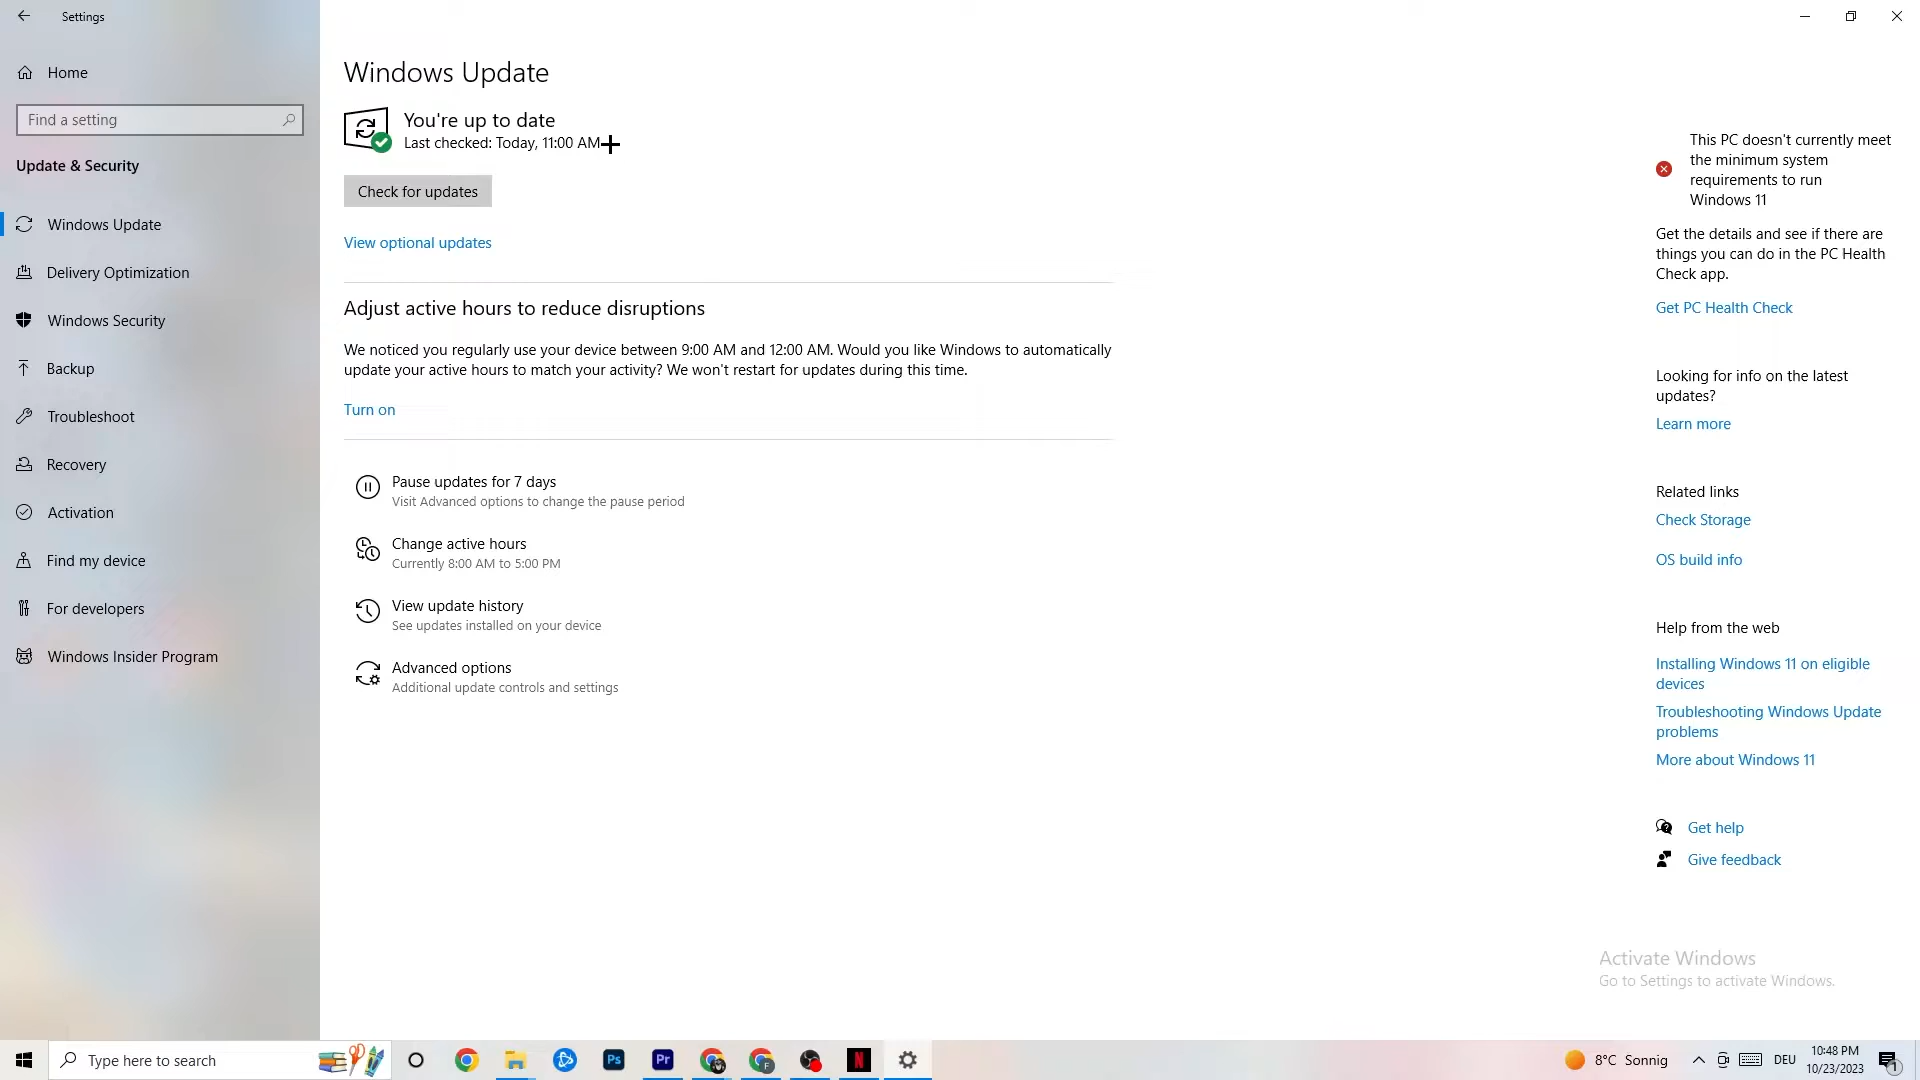 Settings
Home
Find a setting
Update & Security
Windows Update
Delivery Optimization
Windows Security
Backup
Troubleshoot
Recovery
Activation
Find my device
For developers
Windows Insider Program
Windows Update
You're up to date
Last checked: Today, 11:00 AM
Check for updates
View optional updates
Adjust active hours to reduce disruptions
We noticed you regularly use your device between 9:00 AM and 12:00 AM. Would you like Windows to automatically
update your active hours to match your activity? We won't restart for updates during this time.
Turn on
Pause updates for 7 days
Visit Advanced options to change the pause period
Change active hours
Currently 8:00 AM to 5:00 PM
View update history
See updates installed on your device
Advanced options
Additional update controls and settings
This PC doesn't currently meet
the minimum system
requirements to run
Windows 11
Get the details and see if there are
things you can do in the PC Health
Check app.
Get PC Health Check
Looking for info on the latest
updates?
Learn more
Related links
Check Storage
OS build info
Help from the web
Installing Windows 11 on eligible
devices
Troubleshooting Windows Update
problems
More about Windows 11
Get help
Give feedback
Activate Windows
Go to Settings to activate Windows.
Type here to search
Ps
Pr
F
N
8°C Sonnig
DEU
10:48 PM
10/23/2023
1